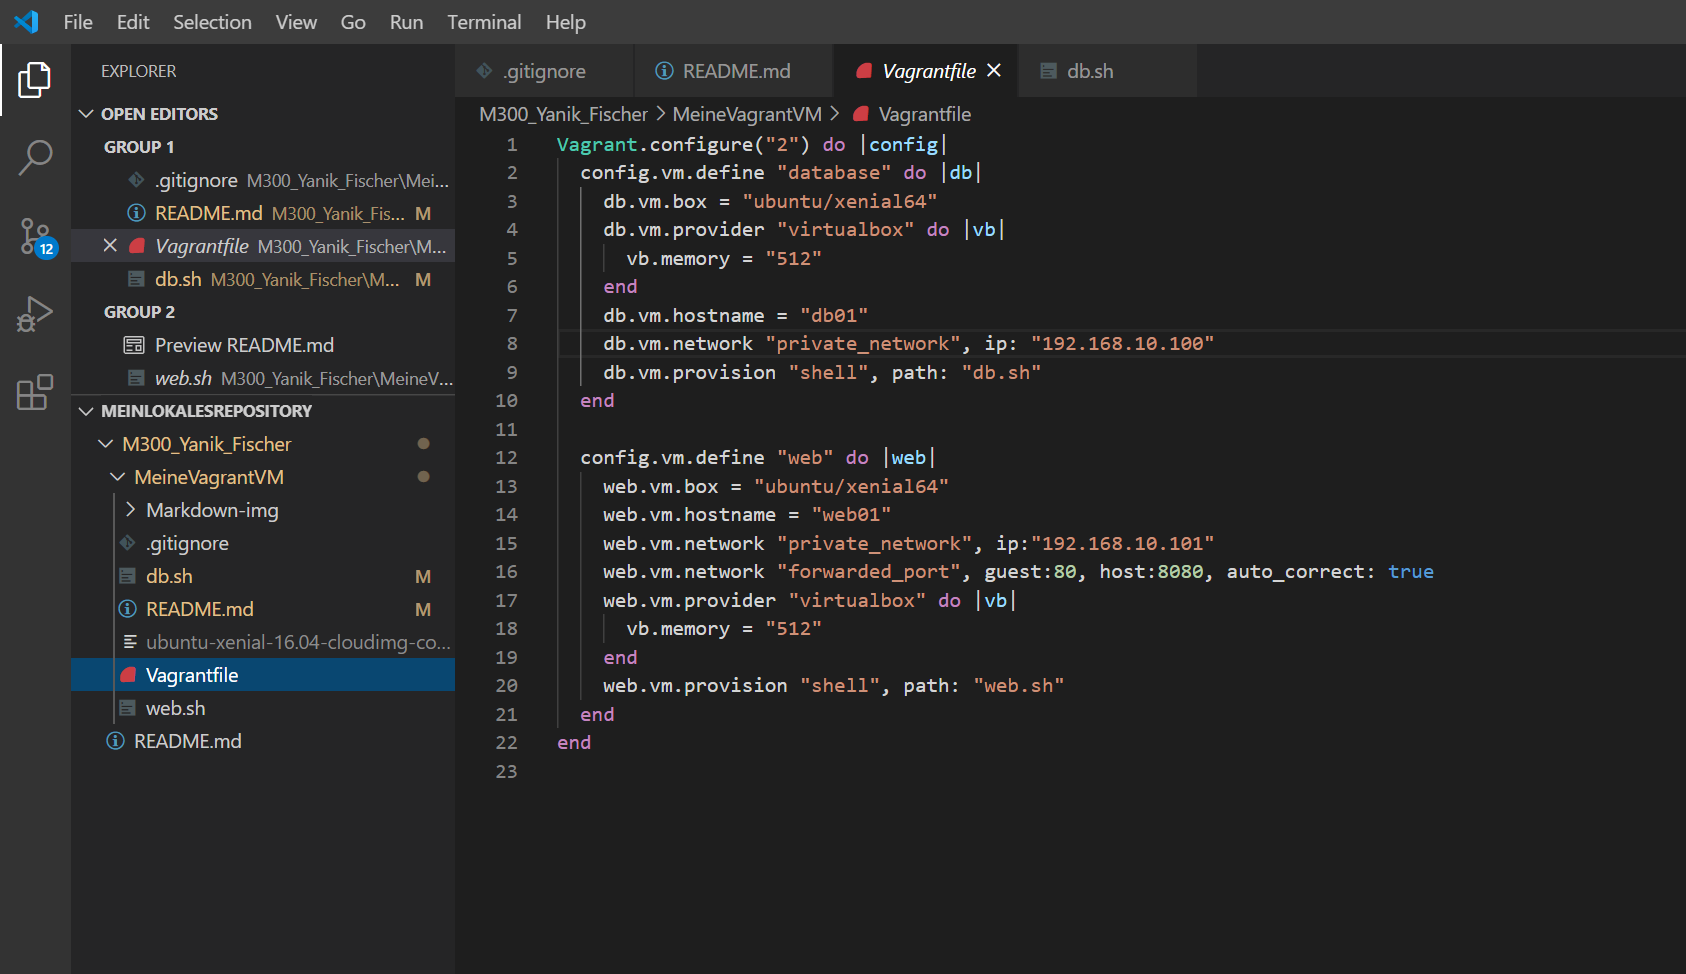 File Edit Selection View Go Run Terminal Help
EXPLORER
OPEN EDITORS
GROUP 1
.gitignore M300_Yanik_Fischer\Mei...
README.md M300_Yanik_Fis... M
Vagrantfile M300_Yanik_Fischer\M...
db.sh M300_Yanik_Fischer\M... M
GROUP 2
Preview README.md
web.sh M300_Yanik_Fischer\MeineV...
12
MEINLOKALESREPOSITORY
M300_Yanik_Fischer
MeineVagrantVM
Markdown-img
.gitignore
db.sh M
README.md M
ubuntu-xenial-16.04-cloudimg-co...
Vagrantfile
web.sh
README.md
.gitignore README.md Vagrantfile db.sh
M300_Yanik_Fischer > MeineVagrantVM > Vagrantfile
1 Vagrant.configure("2") do |config|
2 config.vm.define "database" do |db|
3 db.vm.box = "ubuntu/xenial64"
4 db.vm.provider "virtualbox" do |vb|
5 vb.memory = "512"
6 end
7 db.vm.hostname = "db01"
8 db.vm.network "private_network", ip: "192.168.10.100"
9 db.vm.provision "shell", path: "db.sh"
10 end
11
12 config.vm.define "web" do |web|
13 web.vm.box = "ubuntu/xenial64"
14 web.vm.hostname = "web01"
15 web.vm.network "private_network", ip:"192.168.10.101"
16 web.vm.network "forwarded_port", guest:80, host:8080, auto_correct: true
17 web.vm.provider "virtualbox" do |vb|
18 vb.memory = "512"
19 end
20 web.vm.provision "shell", path: "web.sh"
21 end
22 end
23